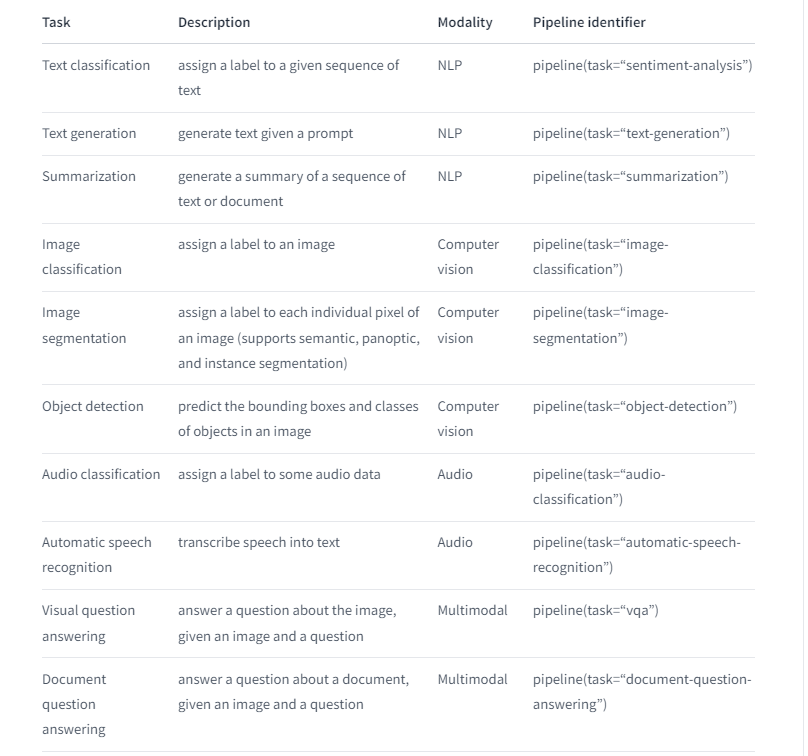 Task Description Modality Pipeline identifier
Text classification assign a label to a given sequence of NLP pipeline(task=“sentiment-analysis”)
text
Text generation generate text given a prompt NLP pipeline(task=“text-generation”)
Summarization generate a summary of a sequence of NLP pipeline(task=“summarization”)
text or document
Image assign a label to an image Computer pipeline(task=“image-
classification vision classification”)
Image assign a label to each individual pixel of Computer pipeline(task=“image-
segmentation an image (supports semantic, panoptic, vision segmentation”)
and instance segmentation)
Object detection predict the bounding boxes and classes Computer pipeline(task=“object-detection”)
of objects in an image vision
Audio classification assign a label to some audio data Audio pipeline(task=“audio-
classification”)
Automatic speech transcribe speech into text Audio pipeline(task=“automatic-speech-
recognition recognition”)
Visual question answer a question about the image, Multimodal pipeline(task=“vqa”)
answering given an image and a question
Document answer a question about a document, Multimodal pipeline(task=“document-question-
question given an image and a question answering”)
answering